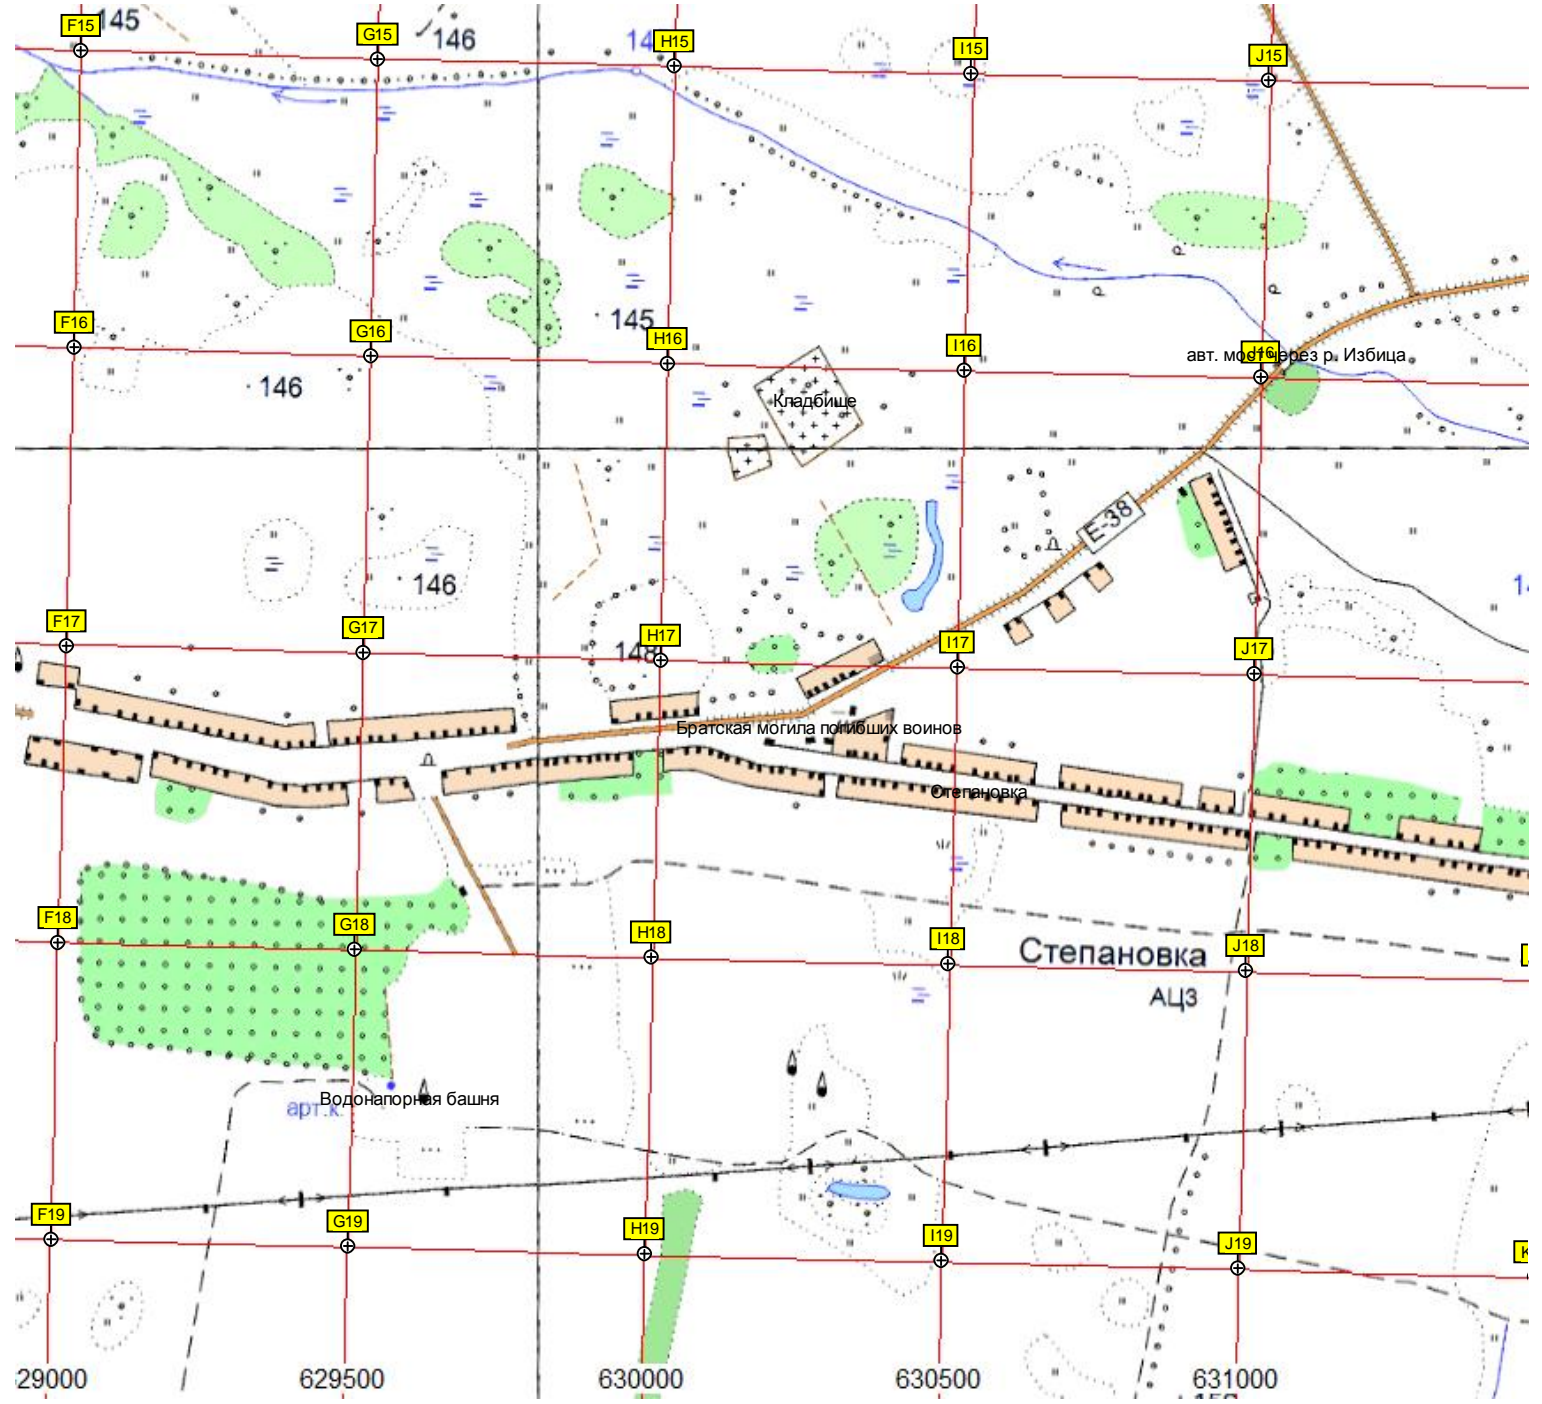 F15
145
G15
146
H15
I15
J15
F16
G16
145
H16
I16
J16
авт. мост через р. Избица
146
Кладбище
E-38
146
F17
G17
148
H17
I17
J17
Братская могила погибших воинов
Степановка
F18
G18
H18
I18
J18
Степановка
АЦЗ
Водонапорная башня
арт.к.
F19
G19
H19
I19
J19
629500
630000
630500
631000